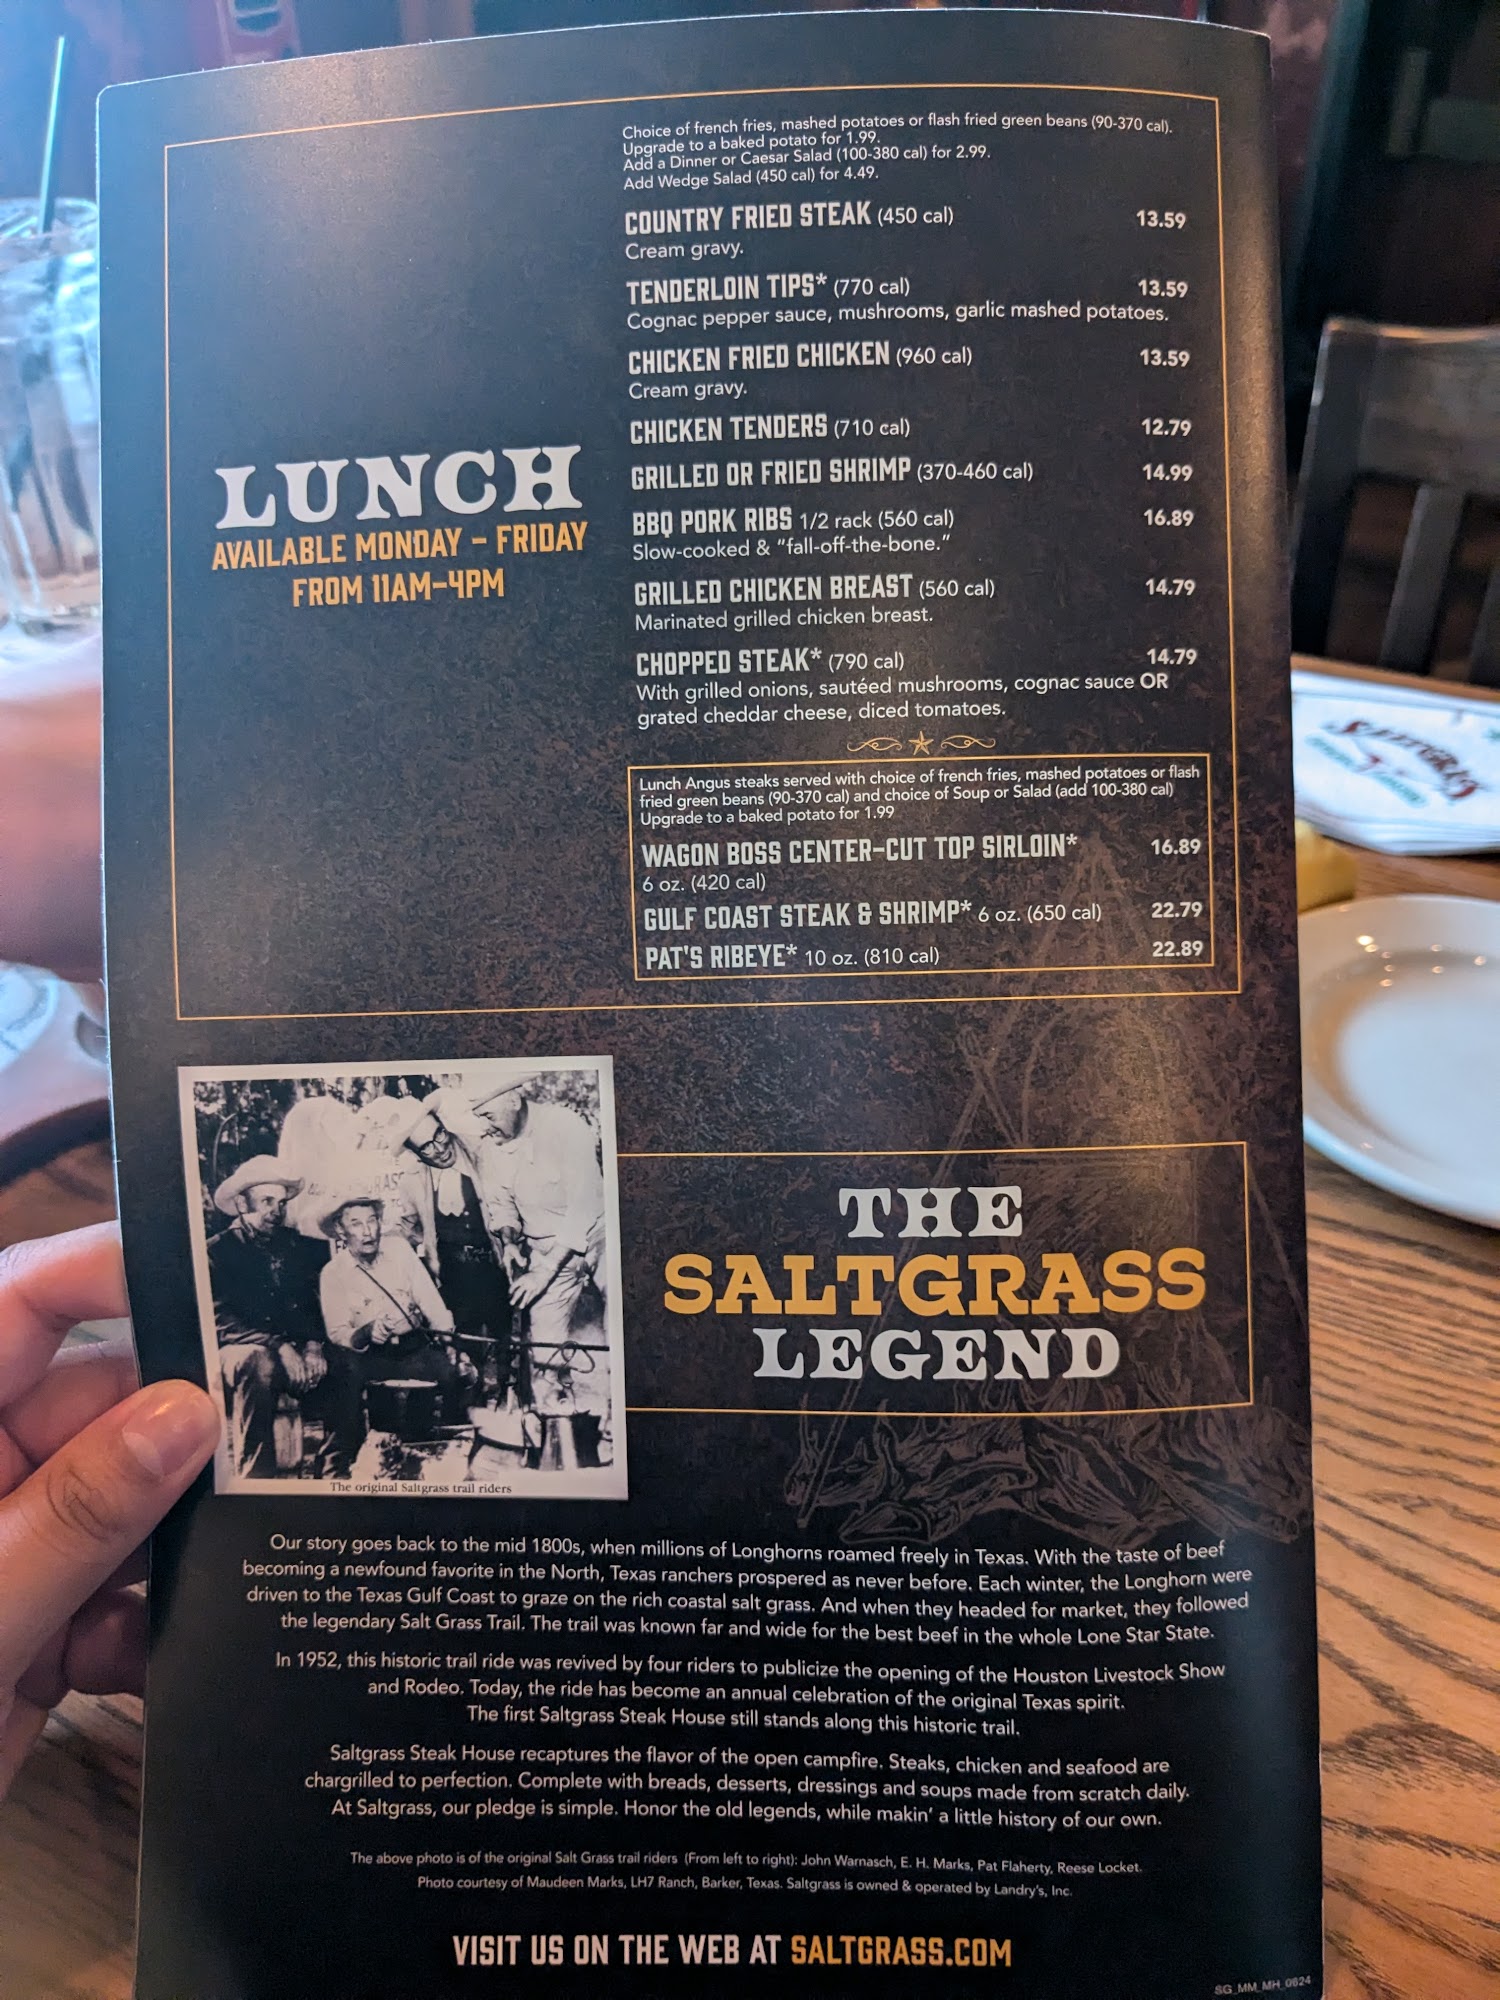 Choice of french fries, mashed potatoes or flash fried green beans (90-370 cal).
Upgrade to a baked potato for 1.99.
Add a Dinner or Caesar Salad (100-380 cal) for 2.99.
Add Wedge Salad (450 cal) for 4.49.
COUNTRY FRIED STEAK (450 cal) 13.59
Cream gravy.
TENDERLOIN TIPS* (770 cal) 13.59
Cognac pepper sauce, mushrooms, garlic mashed potatoes.
CHICKEN FRIED CHICKEN (960 cal) 13.59
Cream gravy.
CHICKEN TENDERS (710 cal) 12.79
GRILLED OR FRIED SHRIMP (370-460 cal) 14.99
BBQ PORK RIBS 1/2 rack (560 cal) 16.89
Slow-cooked & "fall-off-the-bone."
GRILLED CHICKEN BREAST (560 cal) 14.79
Marinated grilled chicken breast.
CHOPPED STEAK* (790 cal) 14.79
With grilled onions, sautéed mushrooms, cognac sauce OR
grated cheddar cheese, diced tomatoes.
LUNCH
AVAILABLE MONDAY – FRIDAY
FROM 11AM–4PM
Lunch Angus steaks served with choice of french fries, mashed potatoes or flash
fried green beans (90-370 cal) and choice of Soup or Salad (add 100-380 cal)
Upgrade to a baked potato for 1.99
WAGON BOSS CENTER-CUT TOP SIRLOIN* 16.89
6 oz. (420 cal)
GULF COAST STEAK & SHRIMP* 6 oz. (650 cal) 22.79
PAT'S RIBEYE* 10 oz. (810 cal) 22.89
SALTGRASS
The original Saltgrass trail riders
THE
SALTGRASS
LEGEND
Our story goes back to the mid 1800s, when millions of Longhorns roamed freely in Texas. With the taste of beef
becoming a newfound favorite in the North, Texas ranchers prospered as never before. Each winter, the Longhorn were
driven to the Texas Gulf Coast to graze on the rich coastal salt grass. And when they headed for market, they followed
the legendary Salt Grass Trail. The trail was known far and wide for the best beef in the whole Lone Star State.
In 1952, this historic trail ride was revived by four riders to publicize the opening of the Houston Livestock Show
and Rodeo. Today, the ride has become an annual celebration of the original Texas spirit.
The first Saltgrass Steak House still stands along this historic trail.
Saltgrass Steak House recaptures the flavor of the open campfire. Steaks, chicken and seafood are
chargrilled to perfection. Complete with breads, desserts, dressings and soups made from scratch daily.
At Saltgrass, our pledge is simple. Honor the old legends, while makin' a little history of our own.
The above photo is of the original Salt Grass trail riders (From left to right): John Warnasch, E. H. Marks, Pat Flaherty, Reese Locket.
Photo courtesy of Maudeen Marks, LH7 Ranch, Barker, Texas. Saltgrass is owned & operated by Landry's, Inc.
VISIT US ON THE WEB AT SALTGRASS.COM
SG_MM_MH_0624